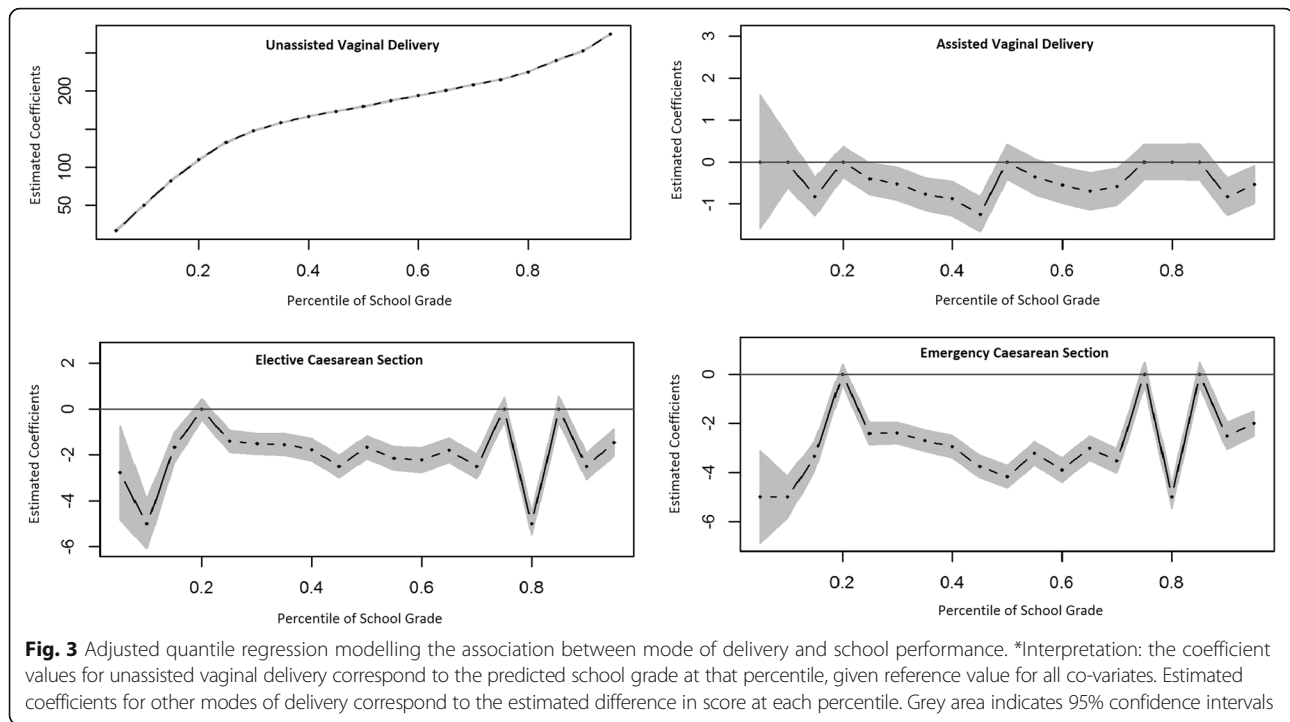 Unassisted Vaginal Delivery
Estimated Coefficients
200
100
50
0.2 0.4 0.6 0.8
Percentile of School Grade
Assisted Vaginal Delivery
Estimated Coefficients
3
2
1
0
-1
0.2 0.4 0.6 0.8
Percentile of School Grade
Elective Caesarean Section
Estimated Coefficients
2
0
-2
-4
-6
0.2 0.4 0.6 0.8
Percentile of School Grade
Emergency Caesarean Section
Estimated Coefficients
0
-2
-4
-6
0.2 0.4 0.6 0.8
Percentile of School Grade
Fig. 3 Adjusted quantile regression modelling the association between mode of delivery and school performance. *Interpretation: the coefficient
values for unassisted vaginal delivery correspond to the predicted school grade at that percentile, given reference value for all co-variates. Estimated
coefficients for other modes of delivery correspond to the estimated difference in score at each percentile. Grey area indicates 95% confidence intervals